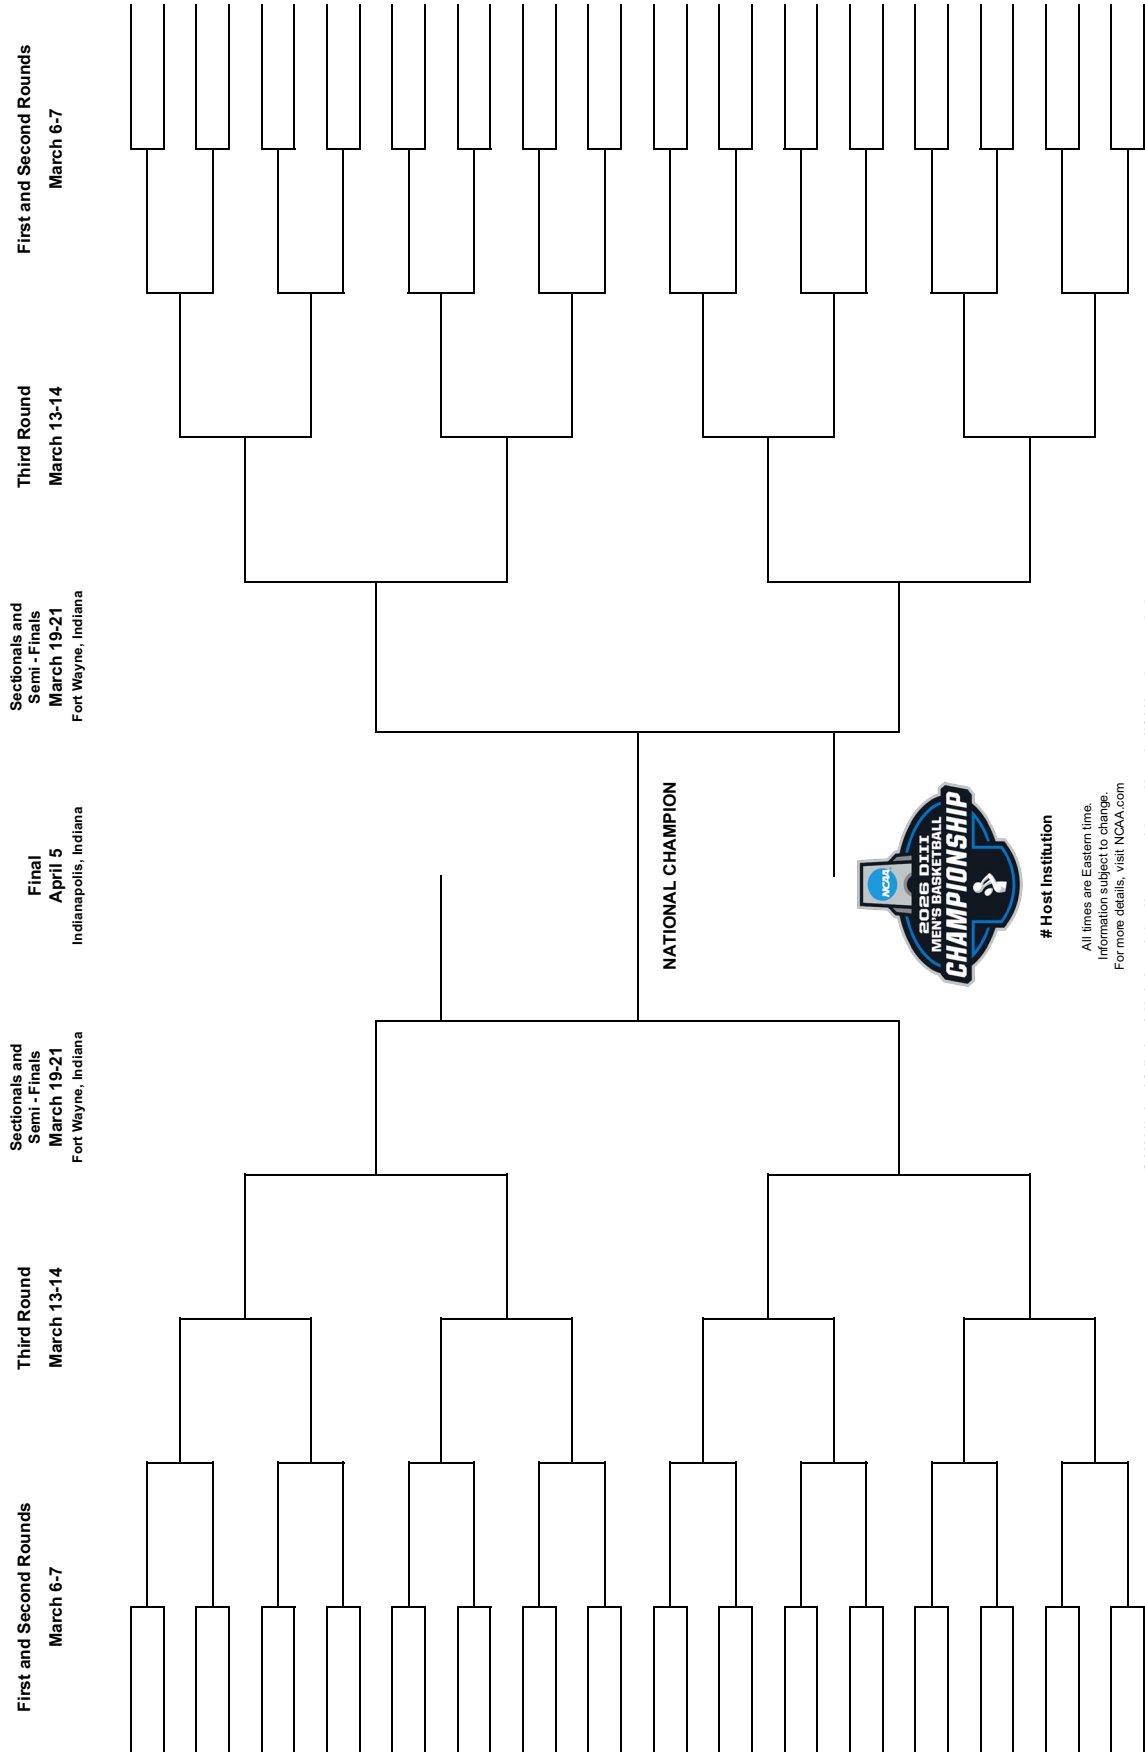 First and Second Rounds
March 6-7
Third Round
March 13-14
Sectionals and
Semi - Finals
March 19-21
Fort Wayne, Indiana
Final
April 5
Indianapolis, Indiana
Sectionals and
Semi - Finals
March 19-21
Fort Wayne, Indiana
Third Round
March 13-14
First and Second Rounds
March 6-7
NATIONAL CHAMPION
NCAA
2026 DIII
MEN'S BASKETBALL
CHAMPIONSHIP
# Host Institution
All times are Eastern time.
Information subject to change.
For more details, visit NCAA.com